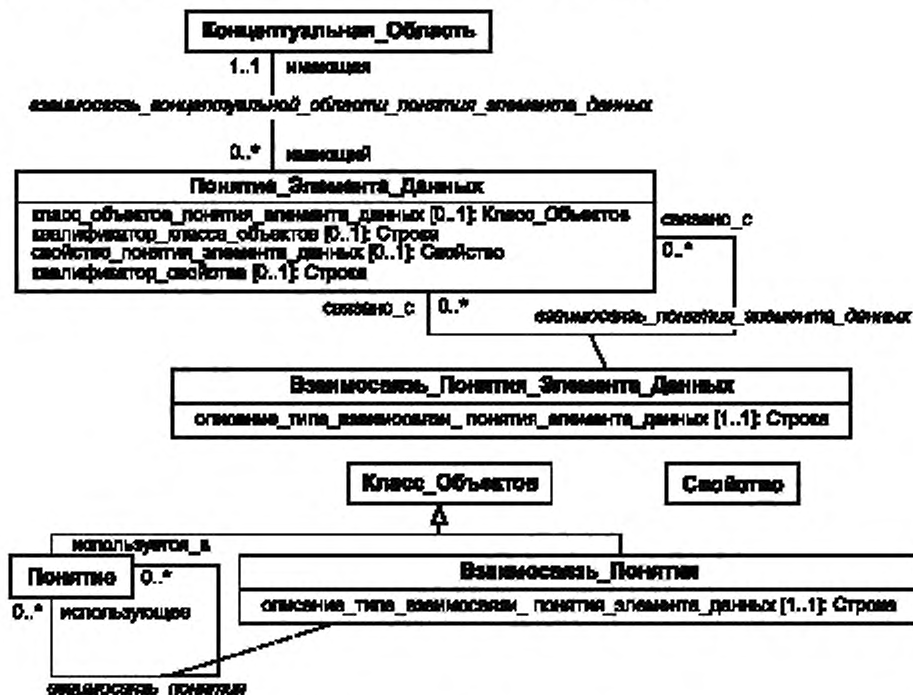 Концептуальная_Область
1..1 имеющая
взаимосвязь_концептуальной_области_понятия_элемента_данных
0..* имеющий
Понятие_Элемента_Данных
класс_объектов_понятия_элемента_данных [0..1]: Класс_Объектов
квалификатор_класса_объектов [0..1]: Строка
свойство_понятия_элемента_данных [0..1]: Свойство
квалификатор_свойства [0..1]: Строка
связано_с
0..*
связано_с 0..*
взаимосвязь_понятия_элемента_данных
Взаимосвязь_Понятия_Элемента_Данных
описание_типа_взаимосвязи_ понятия_элемента_данных [1..1]: Строка
Класс_Объектов
Свойство
используется_в
Понятие
0..*
0..* использующее
Взаимосвязь_Понятия
описание_типа_взаимосвязи_ понятия_элемента_данных [1..1]: Строка
взаимосвязь_понятия